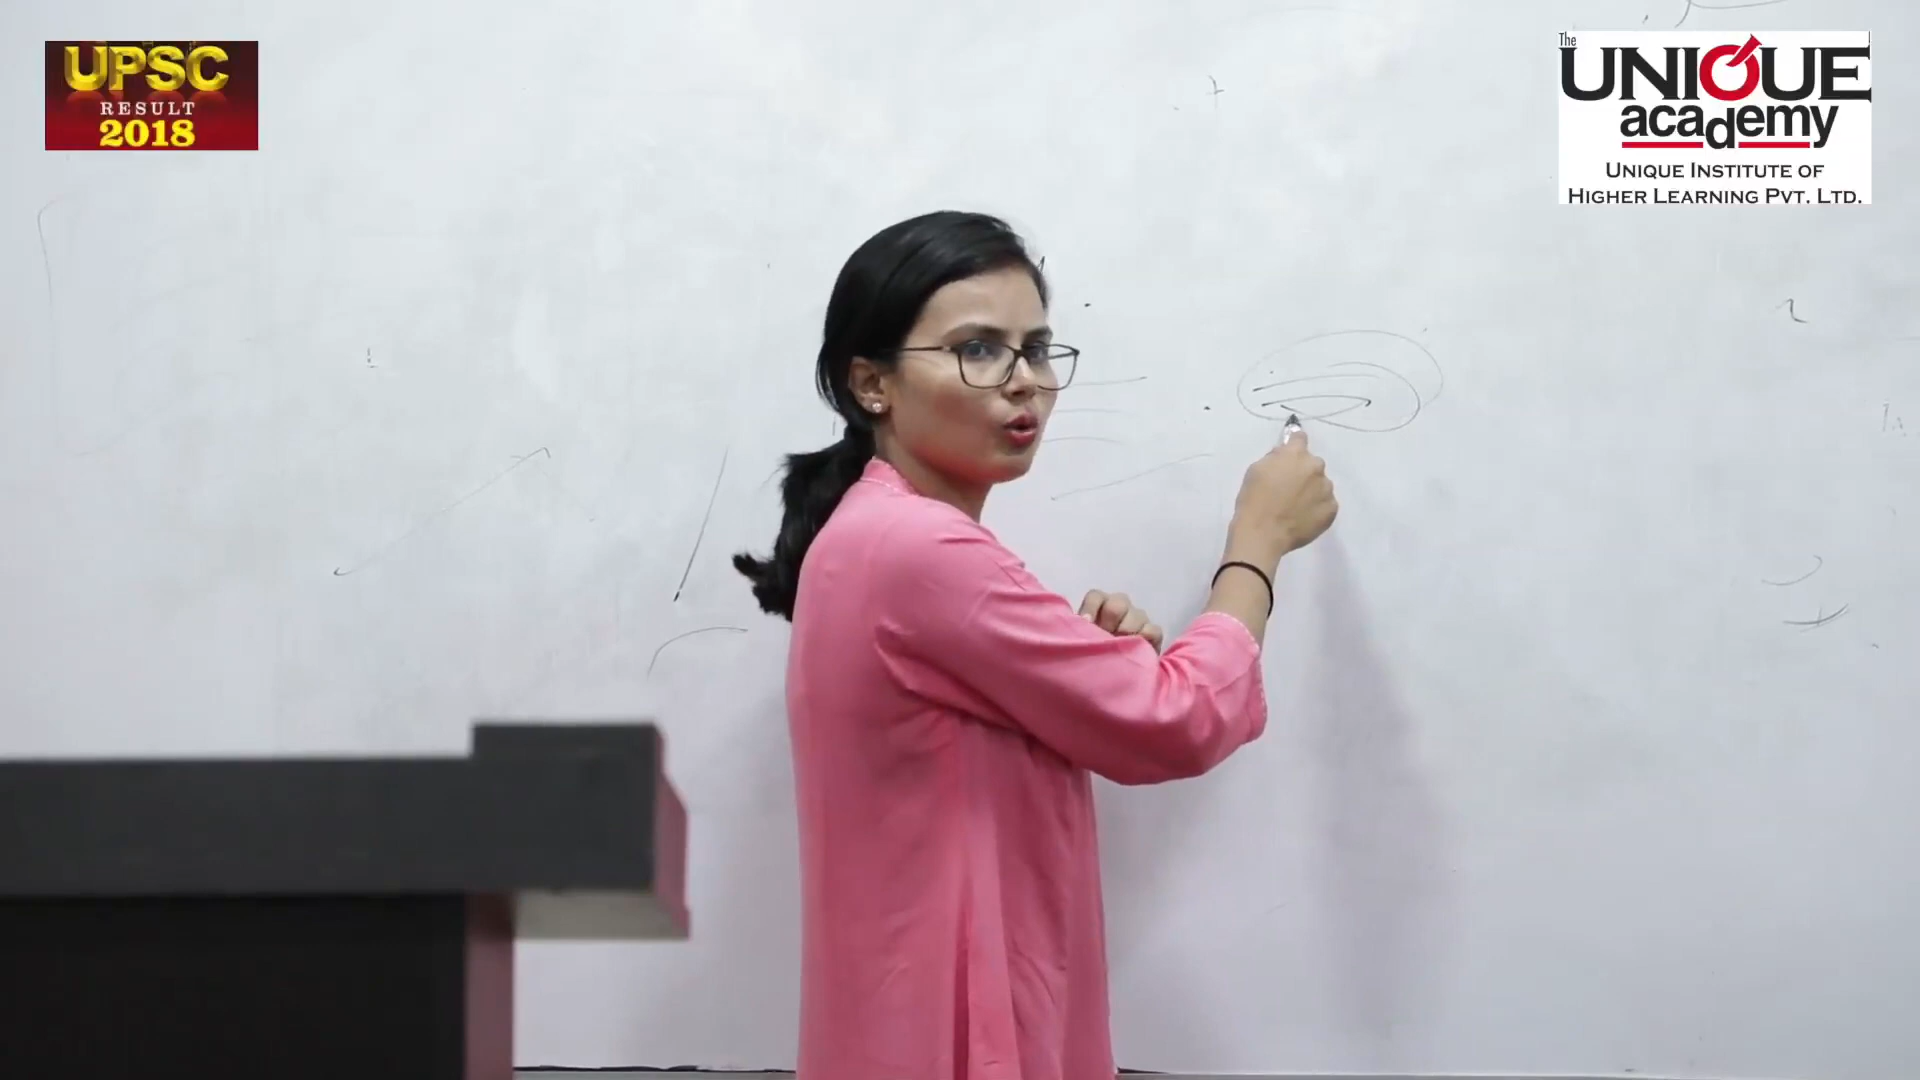 UPSC
RESULT
2018
The
UNIQUE
academy
UNIQUE INSTITUTE OF
HIGHER LEARNING PVT. LTD.